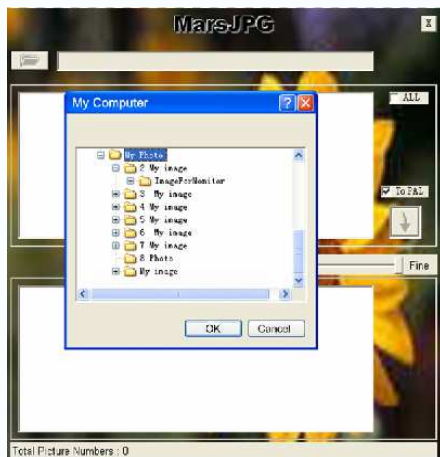 MarsJPG
X
ALL
My Computer
My Photo
2 My image
ImageForMonitor
3 My image
4 My image
5 My image
6 My image
7 My image
8 Photo
My image
To PAL
Fine
OK Cancel
Total Picture Numbers : 0